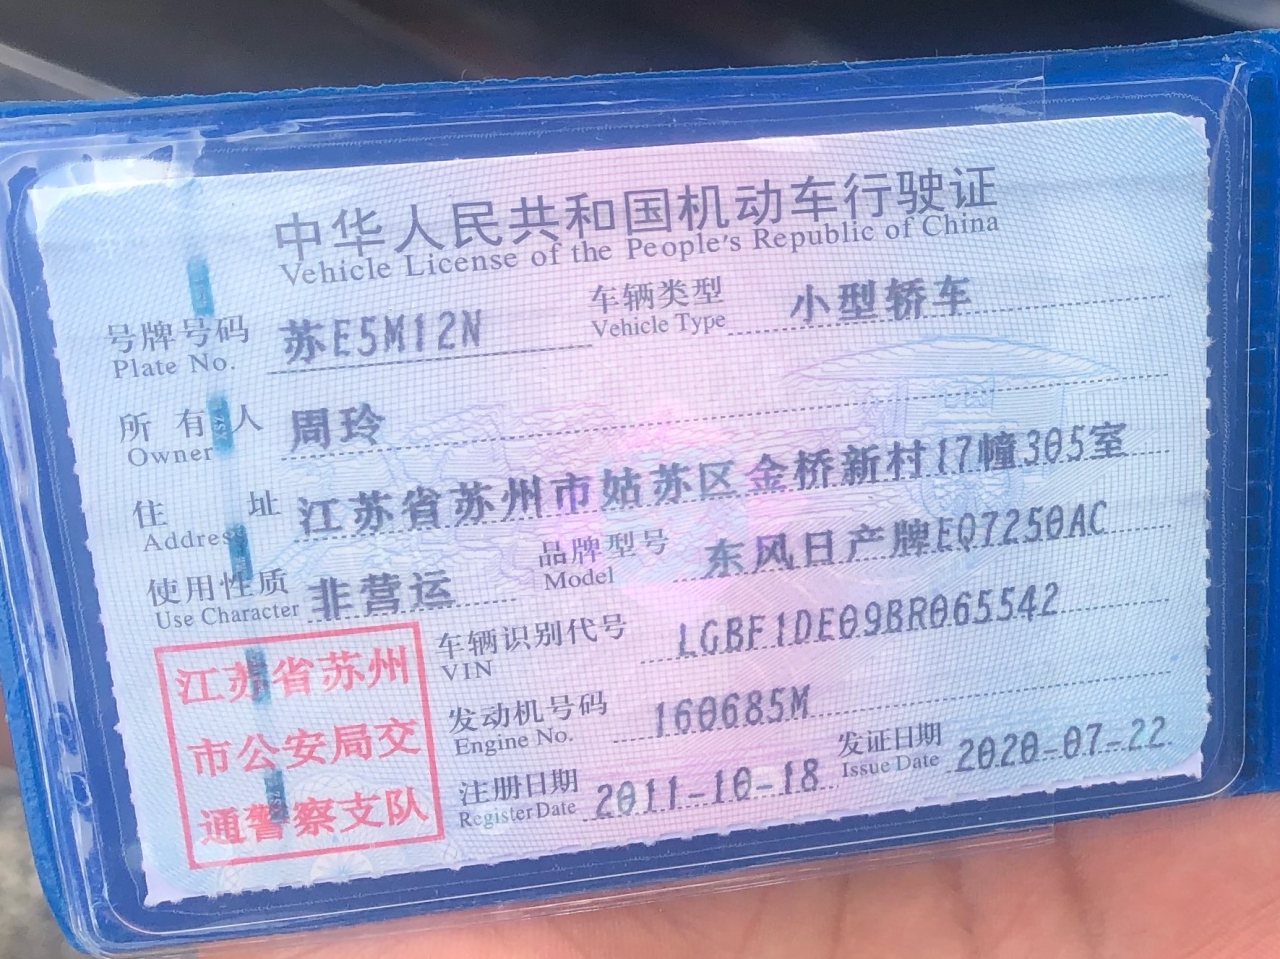 中华人民共和国机动车行驶证
Vehicle License of the People's Republic of China
号牌号码 苏E5M12N 车辆类型 小型轿车
Plate No. Vehicle Type
所有人 周玲
Owner
住址 江苏省苏州市姑苏区金桥新村17幢305室
Address
使用性质 非营运 品牌型号 东风日产牌EQ7250AC
Use Character Model
车辆识别代号 LGBF1DE09BR065542
VIN
发动机号码 160685M
Engine No.
注册日期 2011-10-18 发证日期 2020-07-22
Register Date Issue Date
江苏省苏州
市公安局交
通警察支队